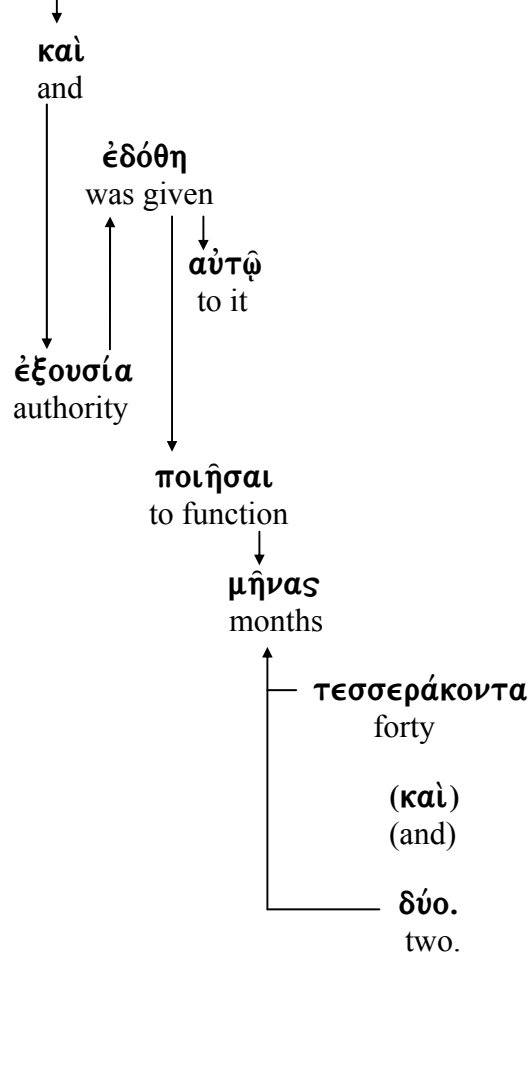 καὶ
and
ἐδόθη
was given
αὐτῷ
to it
ἐξουσία
authority
ποιῆσαι
to function
μῆνας
months
τεσσεράκοντα
forty
(καὶ)
(and)
δύο.
two.